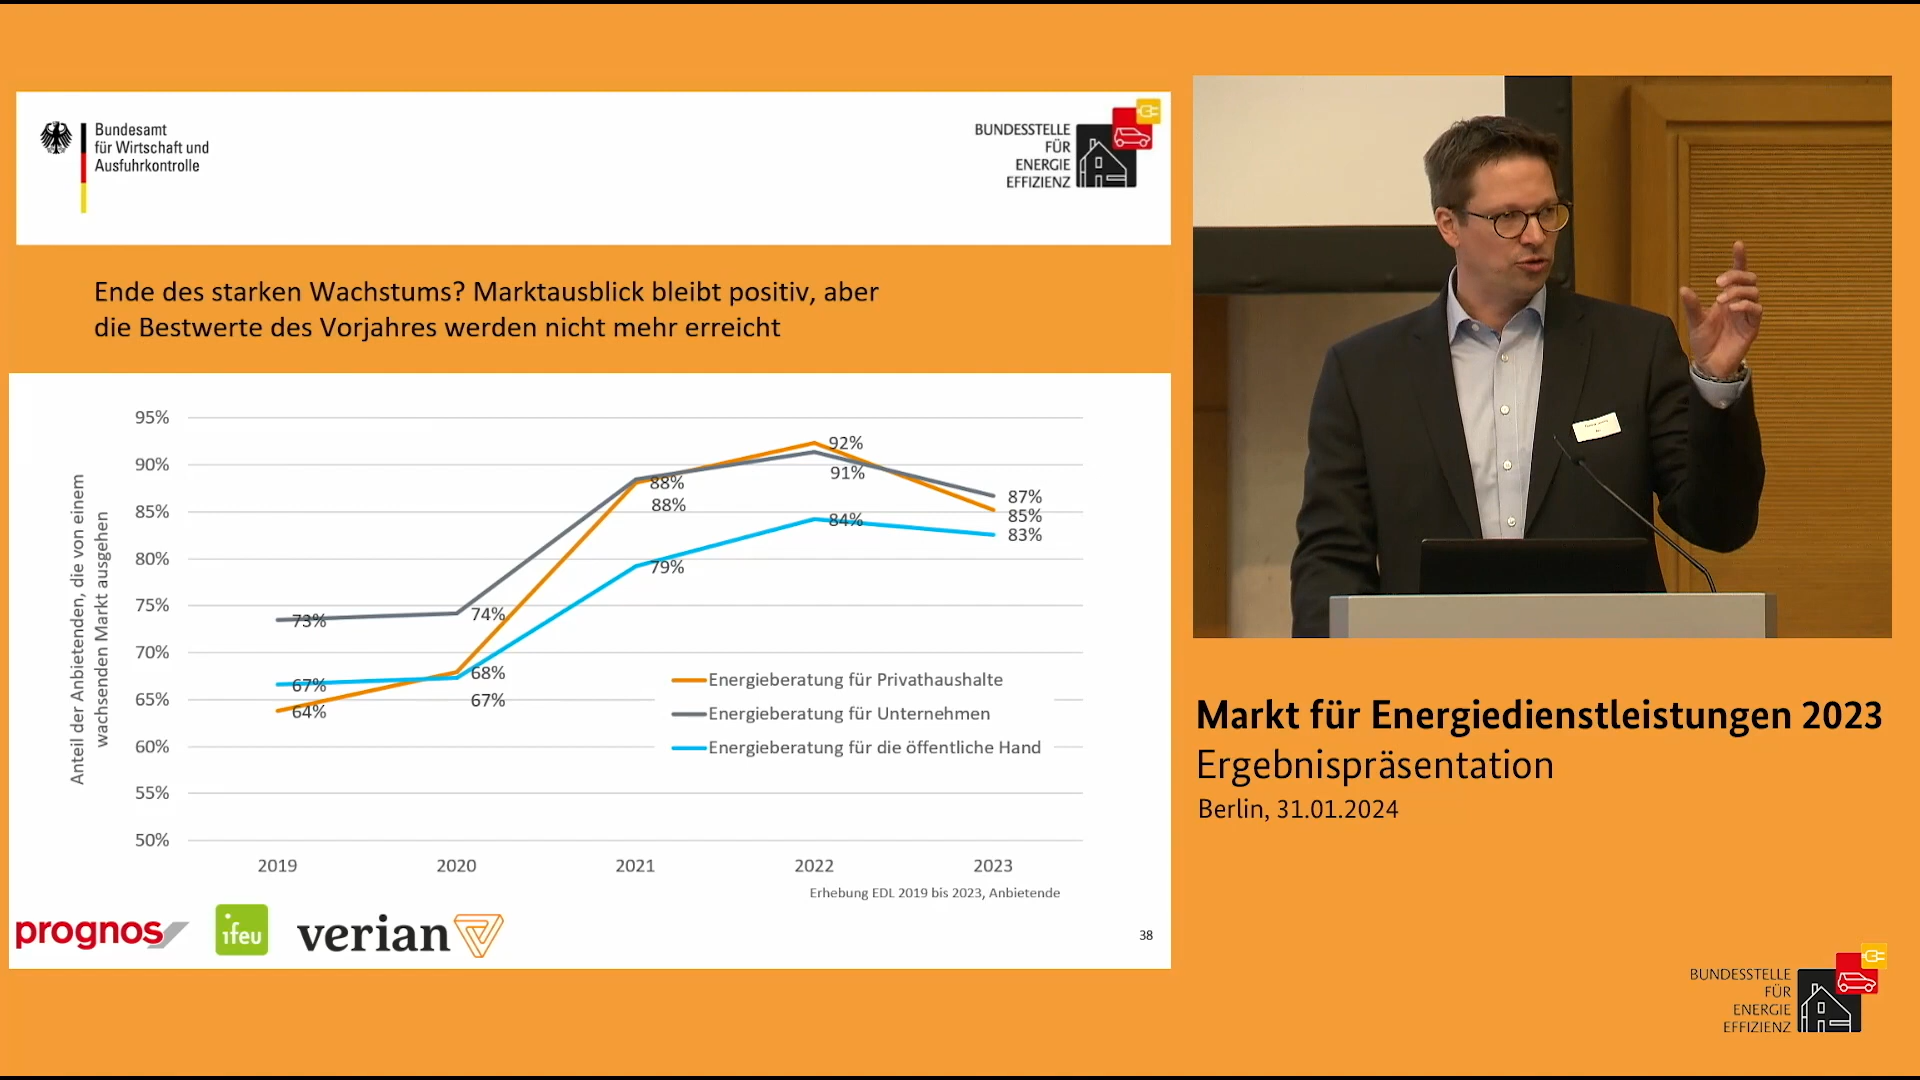 Bundesamt
für Wirtschaft und
Ausfuhrkontrolle
BUNDESSTELLE
FÜR
ENERGIE
EFFIZIENZ
Ende des starken Wachstums? Marktausblick bleibt positiv, aber
die Bestwerte des Vorjahres werden nicht mehr erreicht
Anteil der Anbietenden, die von einem
wachsenden Markt ausgehen
95%
90%
85%
80%
75%
70%
65%
60%
55%
50%
92%
91%
88%
88%
87%
85%
84%
83%
79%
73%
74%
67%
68%
64%
67%
Energieberatung für Privathaushalte
Energieberatung für Unternehmen
Energieberatung für die öffentliche Hand
2019 2020 2021 2022 2023
Erhebung EDL 2019 bis 2023, Anbietende
prognos
ifeu
verian
38
Markt für Energiedienstleistungen 2023
Ergebnispräsentation
Berlin, 31.01.2024
BUNDESSTELLE
FÜR
ENERGIE
EFFIZIENZ